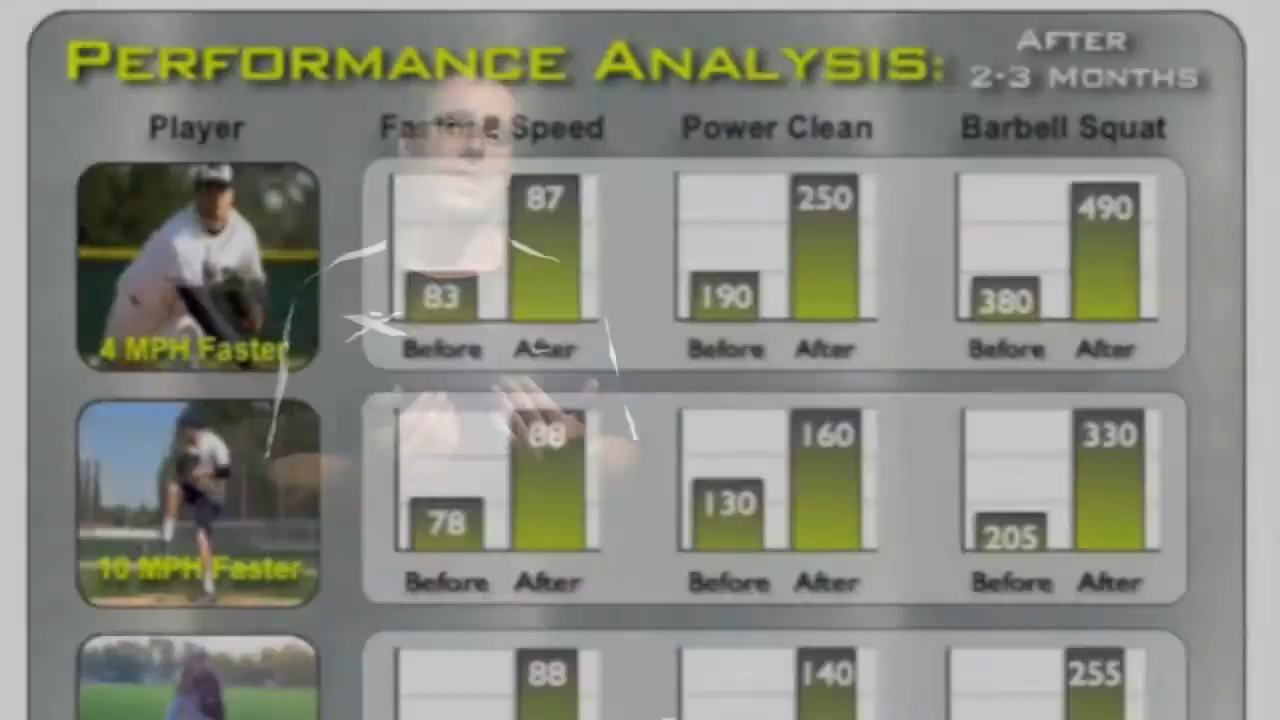 PERFORMANCE ANALYSIS:
AFTER
2-3 MONTHS
Player Fastball Speed Power Clean Barbell Squat
83 87 190 250 380 490
4 MPH Faster
Before After Before After Before After
78 88 130 160 205 330
10 MPH Faster
Before After Before After Before After
88 140 255